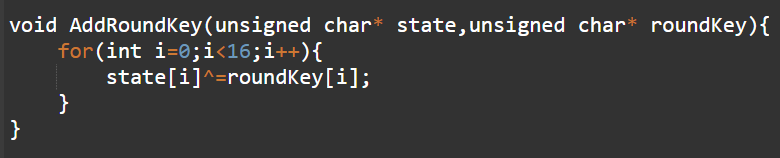 void AddRoundKey(unsigned char* state,unsigned char* roundKey){
    for(int i=0;i<16;i++){
        state[i]^=roundKey[i];
    }
}